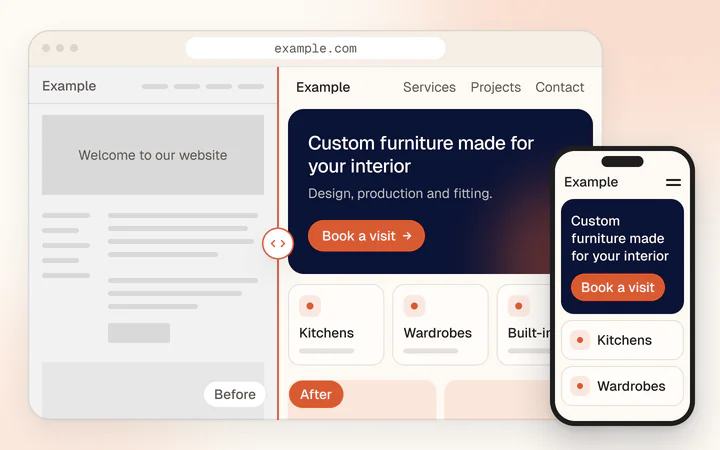 example.com
Example
Welcome to our website
Before
Example
Services Projects Contact
Custom furniture made for
your interior
Design, production and fitting.
Book a visit →
Kitchens
Wardrobes
After
Example
Custom
furniture made
for your interior
Book a visit
Kitchens
Wardrobes